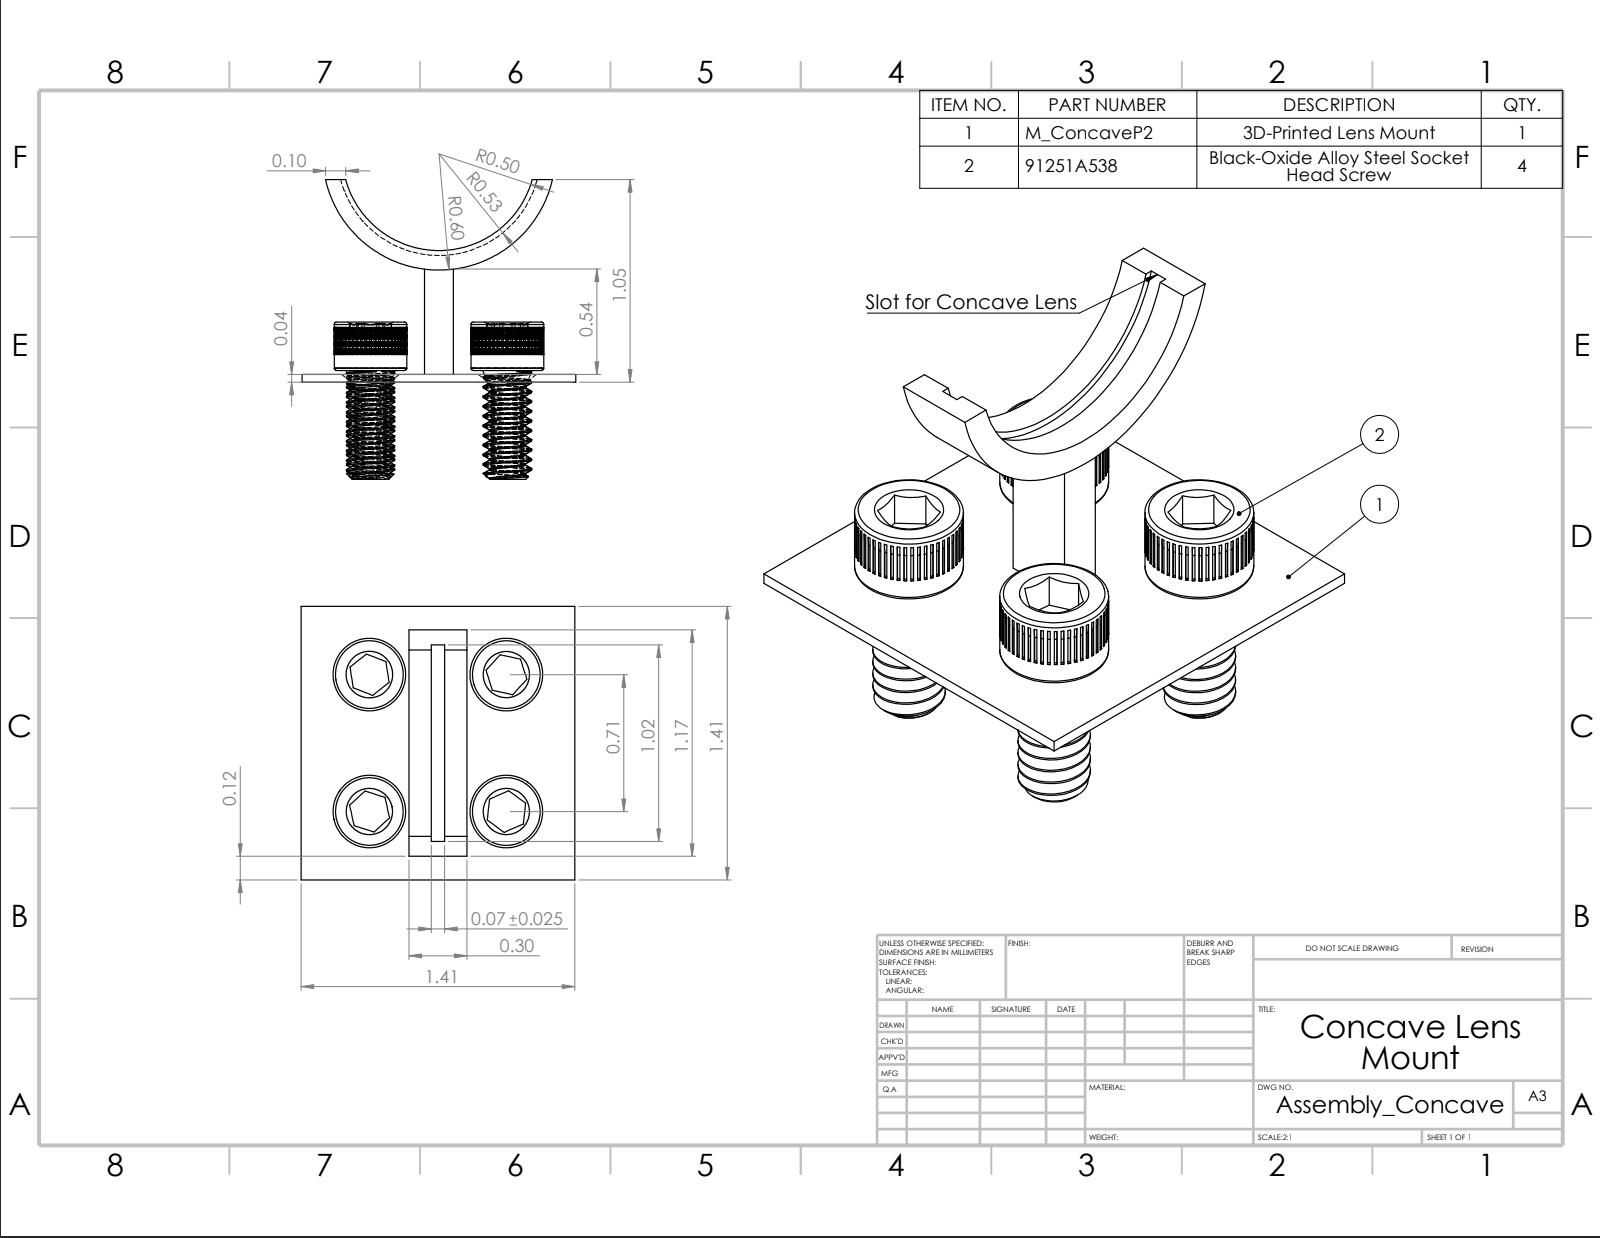 8 7 6 5 4 3 2 1
ITEM NO. PART NUMBER DESCRIPTION QTY.
1 M_ConcaveP2 3D-Printed Lens Mount 1
2 91251A538 Black-Oxide Alloy Steel Socket
Head Screw 4
F F
0.10
R0.50
R0.53
R0.60
1.05
0.54
0.04
Slot for Concave Lens
E E
2
1
D D
0.71
1.02
1.17
1.41
0.12
C C
0.07 ±0.025
0.30
1.41
B B
UNLESS OTHERWISE SPECIFIED:
DIMENSIONS ARE IN MILLIMETERS
SURFACE FINISH:
TOLERANCES:
LINEAR:
ANGULAR:
FINISH:
DEBURR AND
BREAK SHARP
EDGES
DO NOT SCALE DRAWING
REVISION
NAME SIGNATURE DATE
DRAWN
CHK'D
APPV'D
MFG
Q.A
MATERIAL:
WEIGHT:
TITLE:
Concave Lens
Mount
DWG NO.
Assembly_Concave
A3
SCALE:2:1
SHEET 1 OF 1
A A
8 7 6 5 4 3 2 1